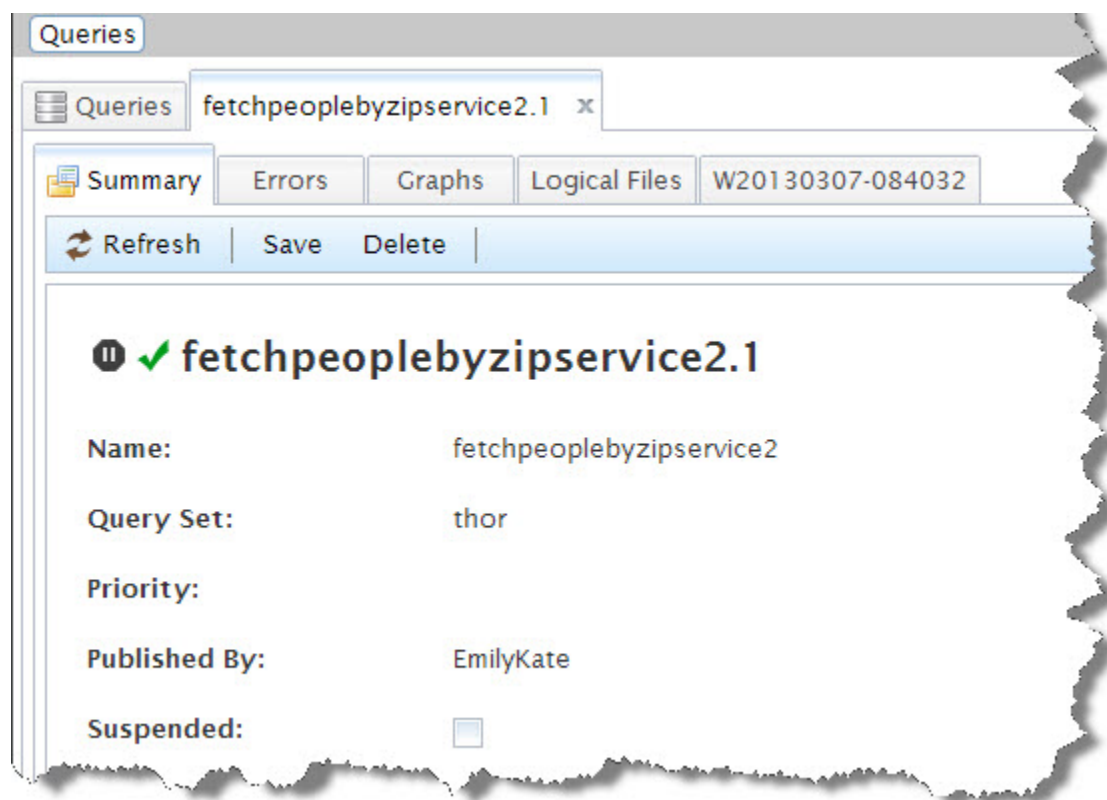 Queries
Queries fetchpeoplebyzipservice2.1 x
Summary Errors Graphs Logical Files W20130307-084032
Refresh Save Delete
fetchpeoplebyzipservice2.1
Name: fetchpeoplebyzipservice2
Query Set: thor
Priority:
Published By: EmilyKate
Suspended: